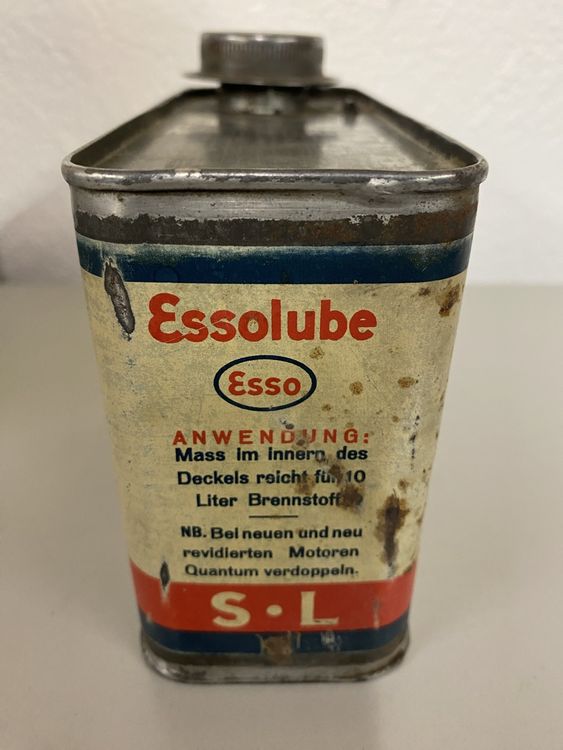 Essolube
Esso
ANWENDUNG:
Mass im innern des
Deckels reicht für 10
Liter Brennstoff
NB. Bei neuen und neu
revidierten Motoren
Quantum verdoppeln.
S • L